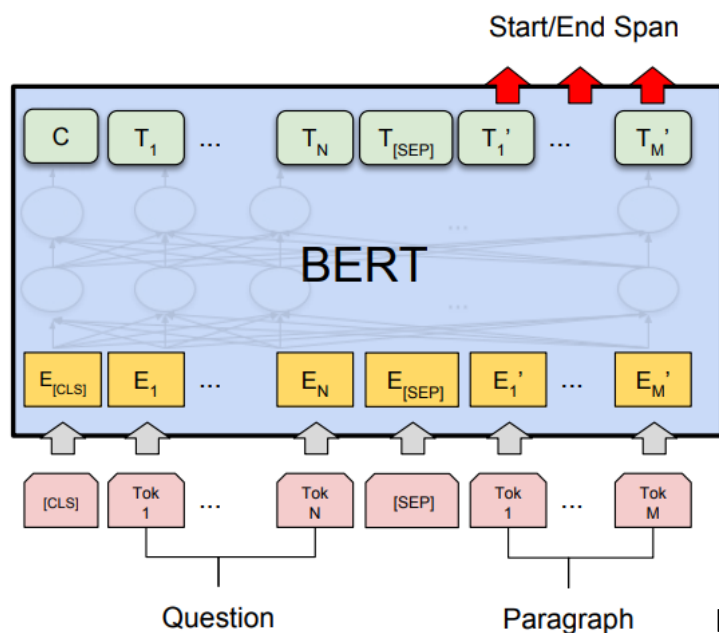 Start/End Span
C T1 ... TN T[SEP] T1' ... TM'
...
BERT
...
E[CLS] E1 ... EN E[SEP] E1' ... EM'
[CLS] Tok 1 ... Tok N [SEP] Tok 1 ... Tok M
Question Paragraph